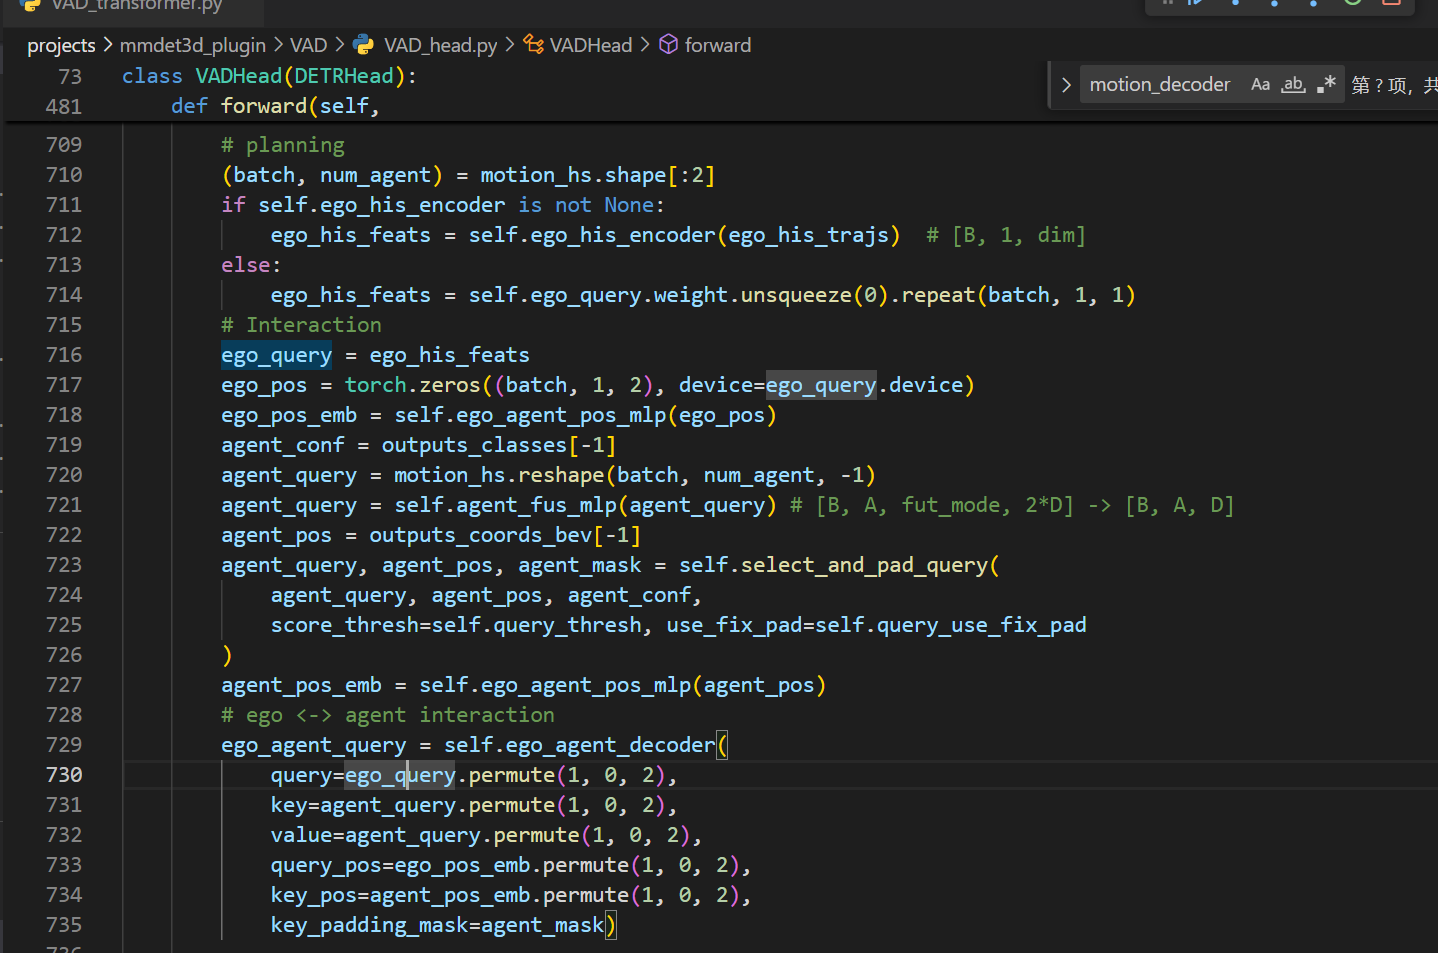 VAD_transformer.py
projects > mmdet3d_plugin > VAD > VAD_head.py > VADHead > forward
73 class VADHead(DETRHead):
481 def forward(self,
motion_decoder Aa ab .* 第 ? 项, 共
709 # planning
710 (batch, num_agent) = motion_hs.shape[:2]
711 if self.ego_his_encoder is not None:
712 ego_his_feats = self.ego_his_encoder(ego_his_trajs)  # [B, 1, dim]
713 else:
714 ego_his_feats = self.ego_query.weight.unsqueeze(0).repeat(batch, 1, 1)
715 # Interaction
716 ego_query = ego_his_feats
717 ego_pos = torch.zeros((batch, 1, 2), device=ego_query.device)
718 ego_pos_emb = self.ego_agent_pos_mlp(ego_pos)
719 agent_conf = outputs_classes[-1]
720 agent_query = motion_hs.reshape(batch, num_agent, -1)
721 agent_query = self.agent_fus_mlp(agent_query) # [B, A, fut_mode, 2*D] -> [B, A, D]
722 agent_pos = outputs_coords_bev[-1]
723 agent_query, agent_pos, agent_mask = self.select_and_pad_query(
724 agent_query, agent_pos, agent_conf,
725 score_thresh=self.query_thresh, use_fix_pad=self.query_use_fix_pad
726 )
727 agent_pos_emb = self.ego_agent_pos_mlp(agent_pos)
728 # ego <-> agent interaction
729 ego_agent_query = self.ego_agent_decoder(
730 query=ego_query.permute(1, 0, 2),
731 key=agent_query.permute(1, 0, 2),
732 value=agent_query.permute(1, 0, 2),
733 query_pos=ego_pos_emb.permute(1, 0, 2),
734 key_pos=agent_pos_emb.permute(1, 0, 2),
735 key_padding_mask=agent_mask)
736